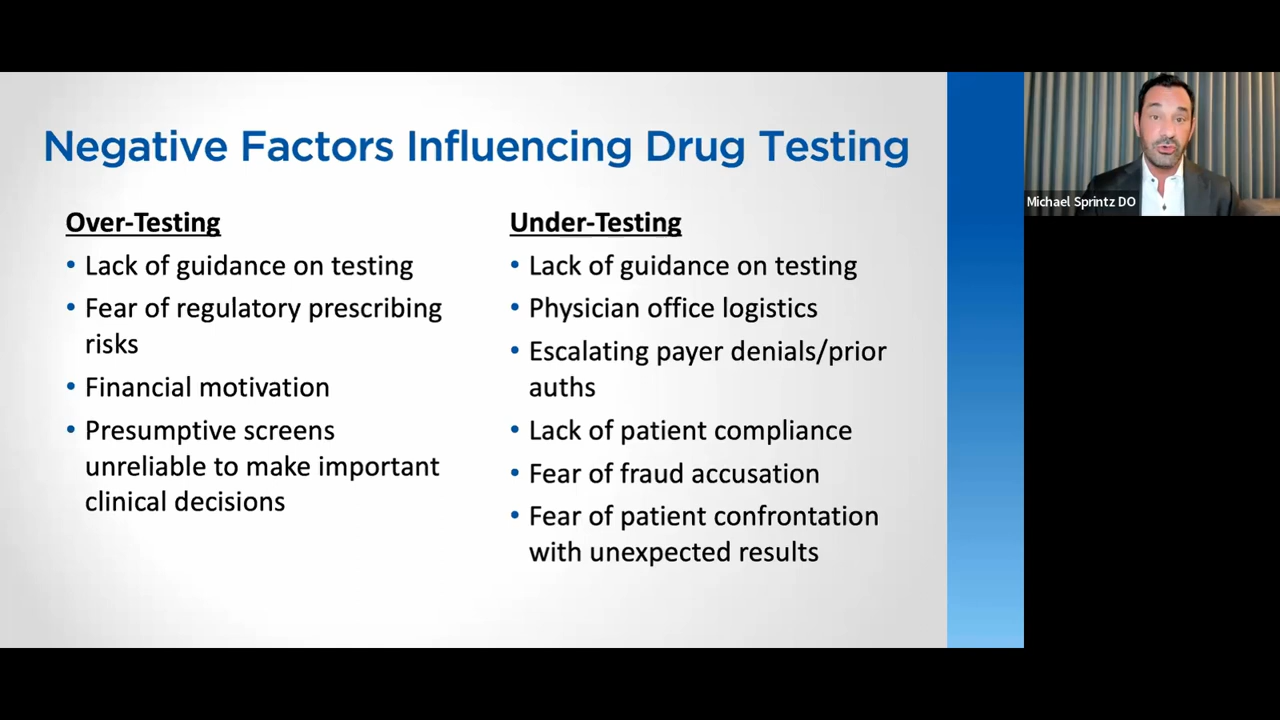 Negative Factors Influencing Drug Testing
Over-Testing
• Lack of guidance on testing
• Fear of regulatory prescribing
risks
• Financial motivation
• Presumptive screens
unreliable to make important
clinical decisions
Under-Testing
• Lack of guidance on testing
• Physician office logistics
• Escalating payer denials/prior
auths
• Lack of patient compliance
• Fear of fraud accusation
• Fear of patient confrontation
with unexpected results
Michael Sprintz DO